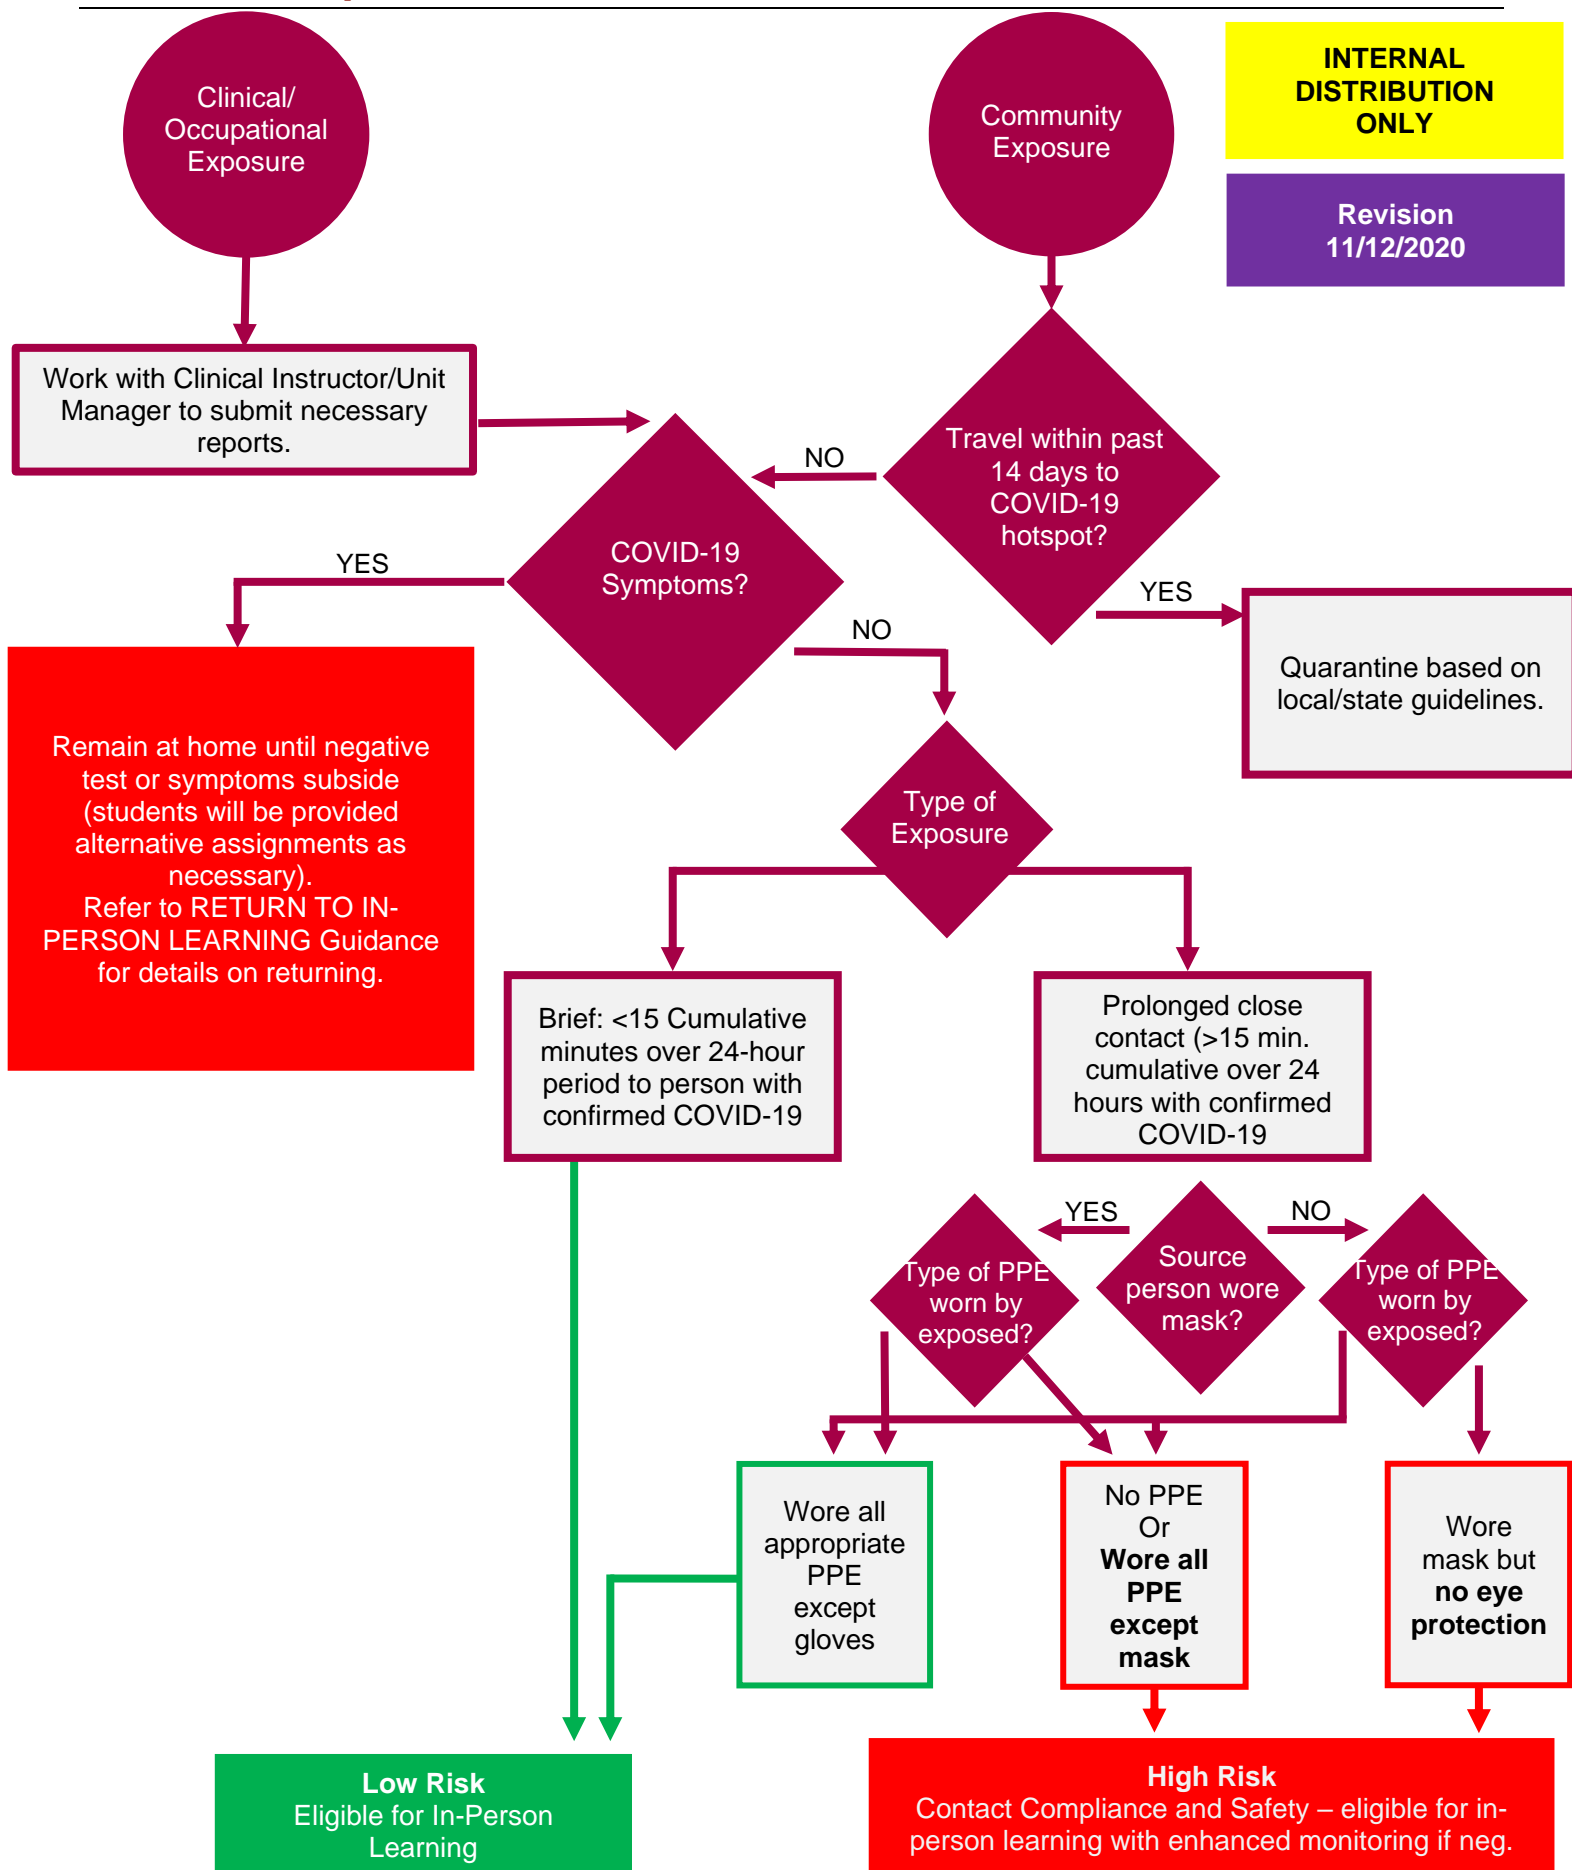 Clinical/
Occupational
Exposure
Community
Exposure
INTERNAL
DISTRIBUTION
ONLY
Revision
11/12/2020
Work with Clinical Instructor/Unit
Manager to submit necessary
reports.
Travel within past
14 days to
COVID-19
hotspot?
NO
COVID-19
Symptoms?
YES
NO
YES
Quarantine based on
local/state guidelines.
Remain at home until negative
test or symptoms subside
(students will be provided
alternative assignments as
necessary).
Refer to RETURN TO IN-
PERSON LEARNING Guidance
for details on returning.
Type of
Exposure
Brief: <15 Cumulative
minutes over 24-hour
period to person with
confirmed COVID-19
Prolonged close
contact (>15 min.
cumulative over 24
hours with confirmed
COVID-19
YES
NO
Type of PPE
worn by
exposed?
Source
person wore
mask?
Type of PPE
worn by
exposed?
Wore all
appropriate
PPE
except
gloves
No PPE
Or
Wore all
PPE
except
mask
Wore
mask but
no eye
protection
Low Risk
Eligible for In-Person
Learning
High Risk
Contact Compliance and Safety – eligible for in-
person learning with enhanced monitoring if neg.